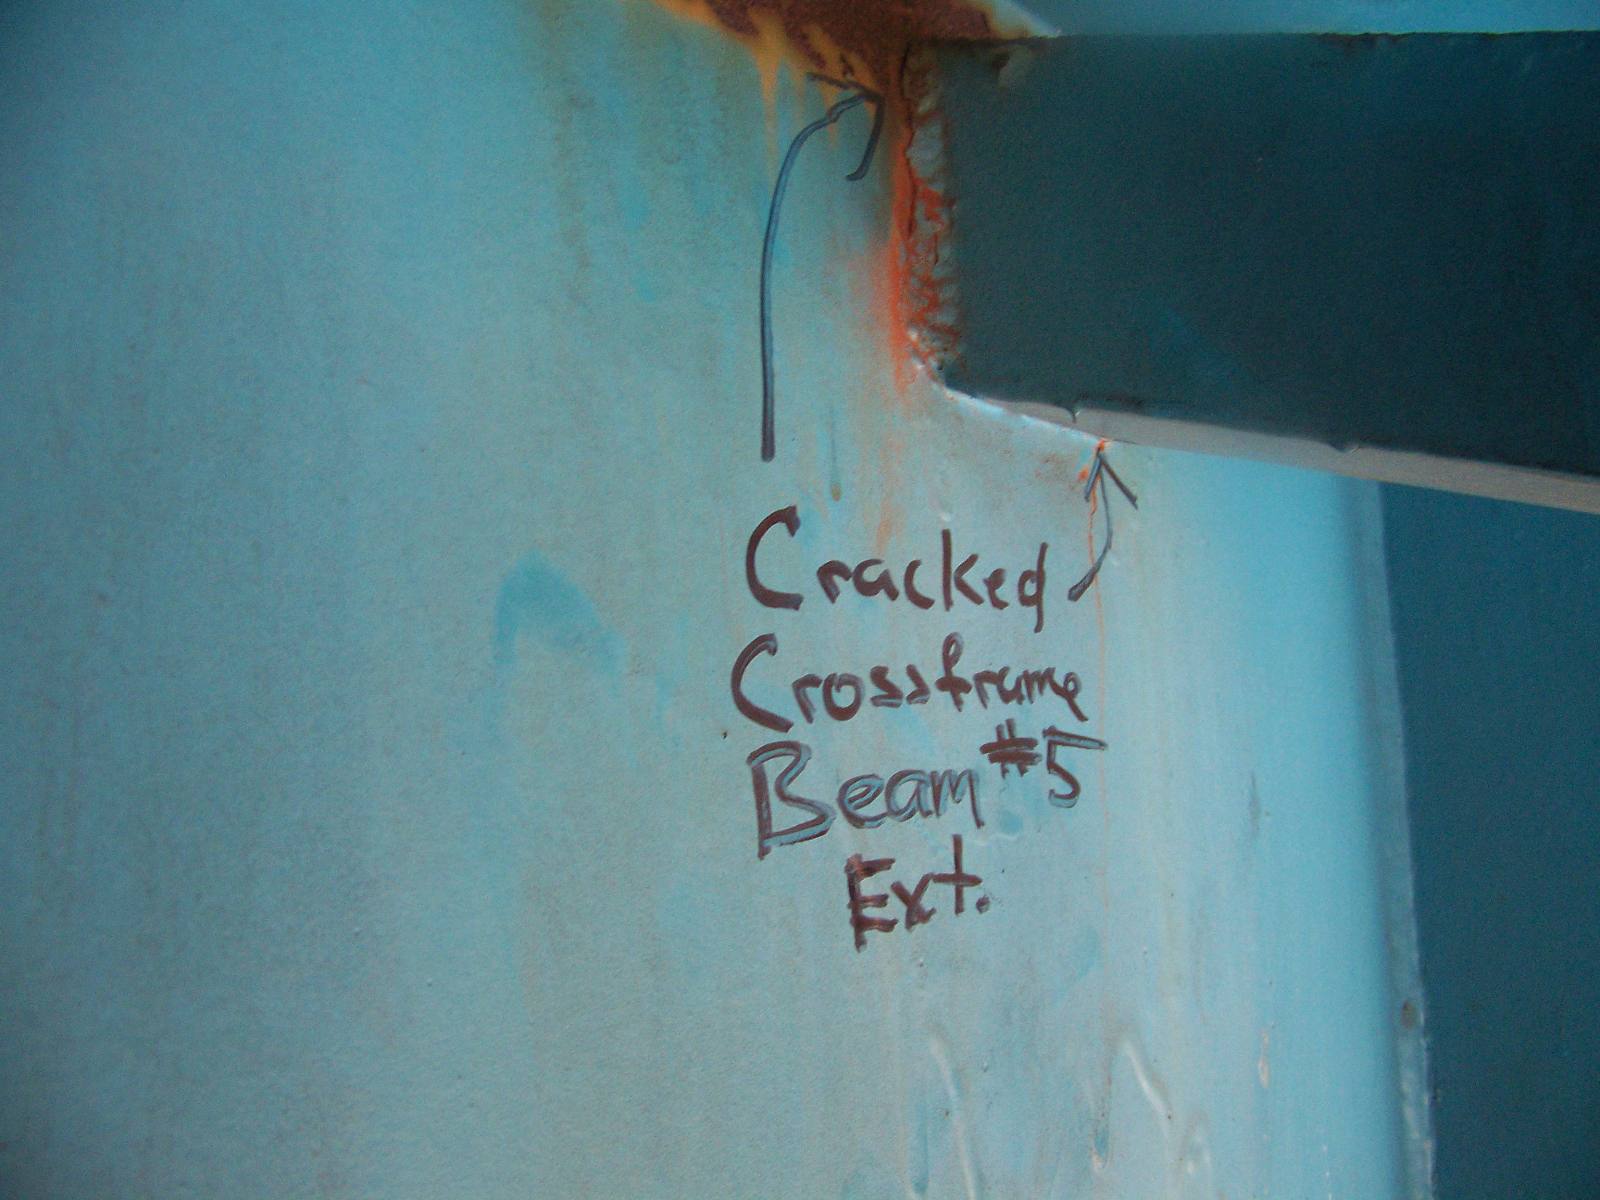 Cracked
Crossframe
Beam #5
Ext.